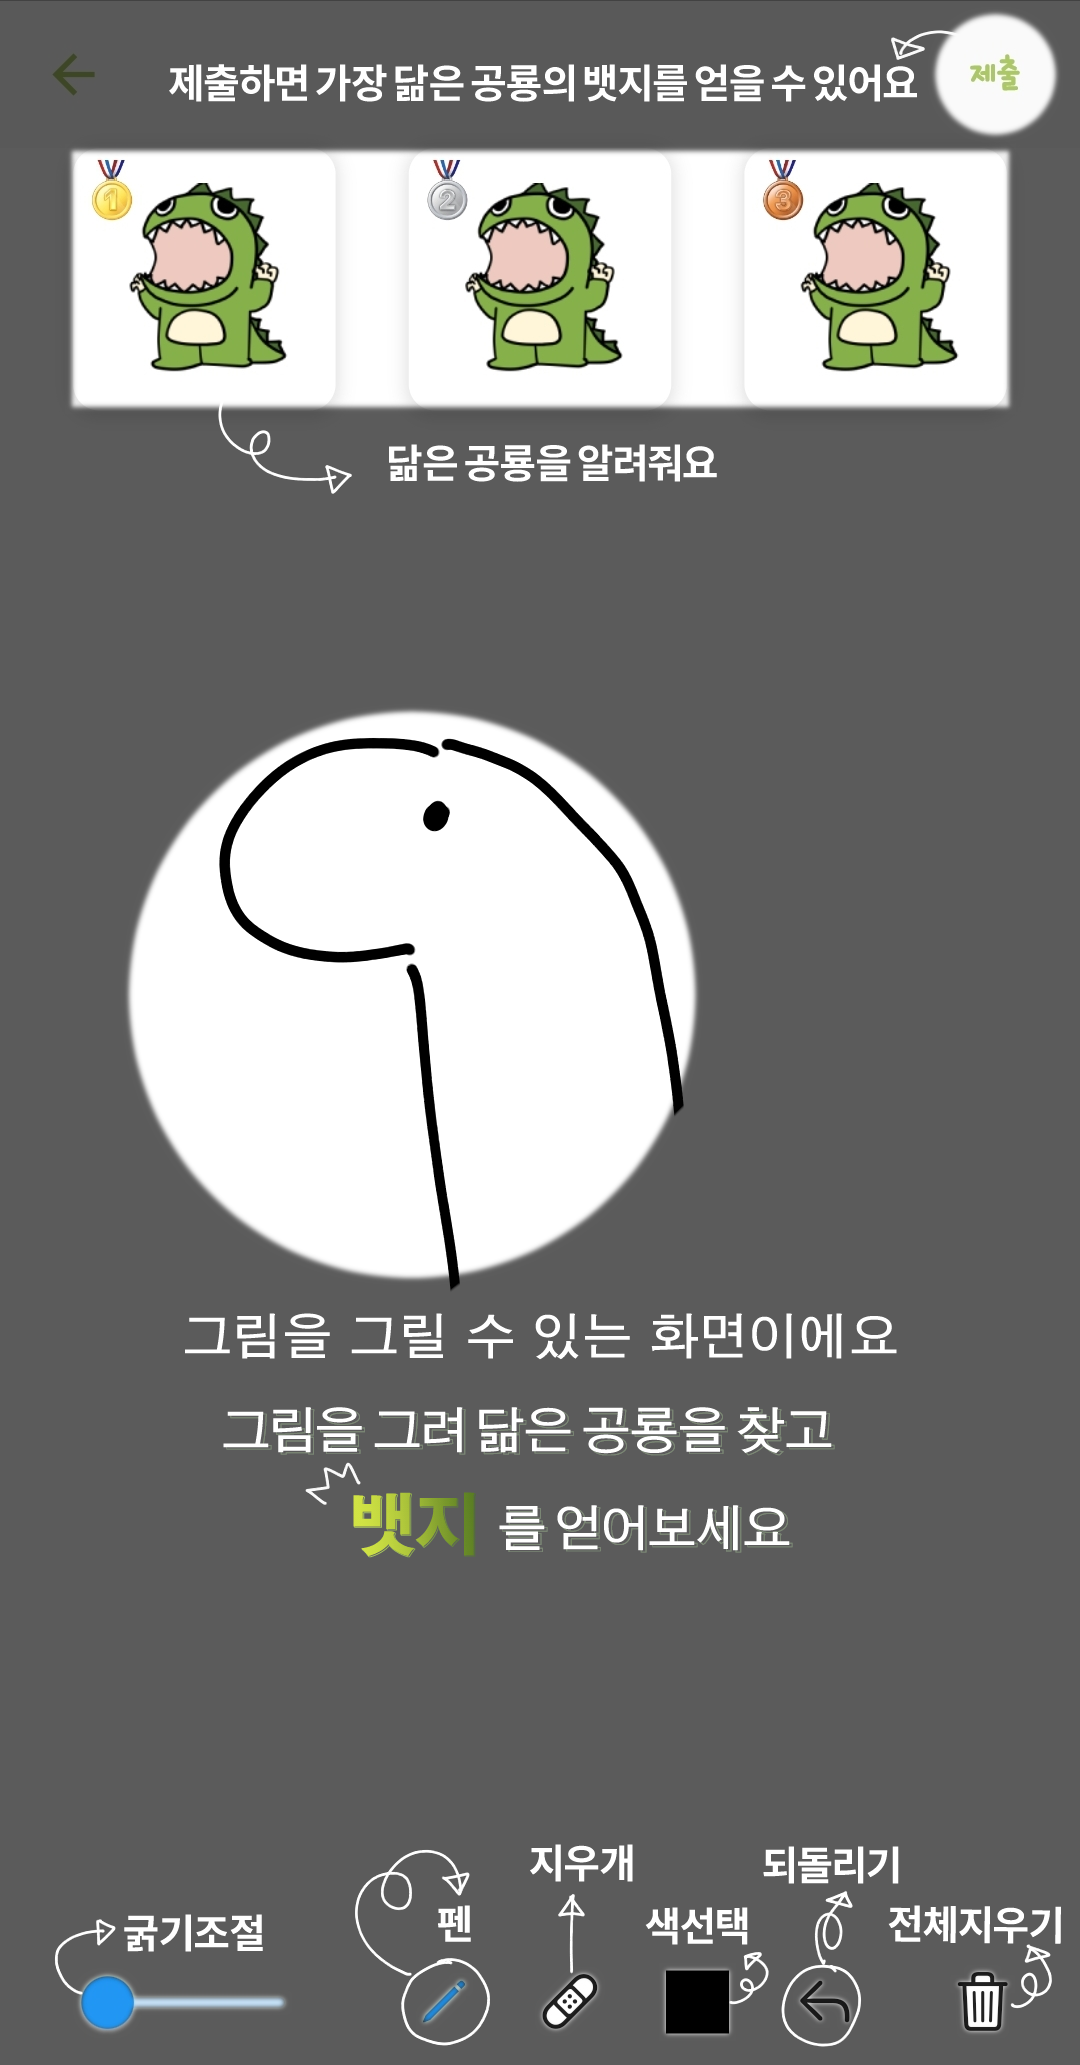 제출하면 가장 닮은 공룡의 뱃지를 얻을 수 있어요
제출
1
2
3
닮은 공룡을 알려줘요
그림을 그릴 수 있는 화면이에요
그림을 그려 닮은 공룡을 찾고
뱃지 를 얻어보세요
지우개
되돌리기
펜
색선택
전체지우기
굵기조절